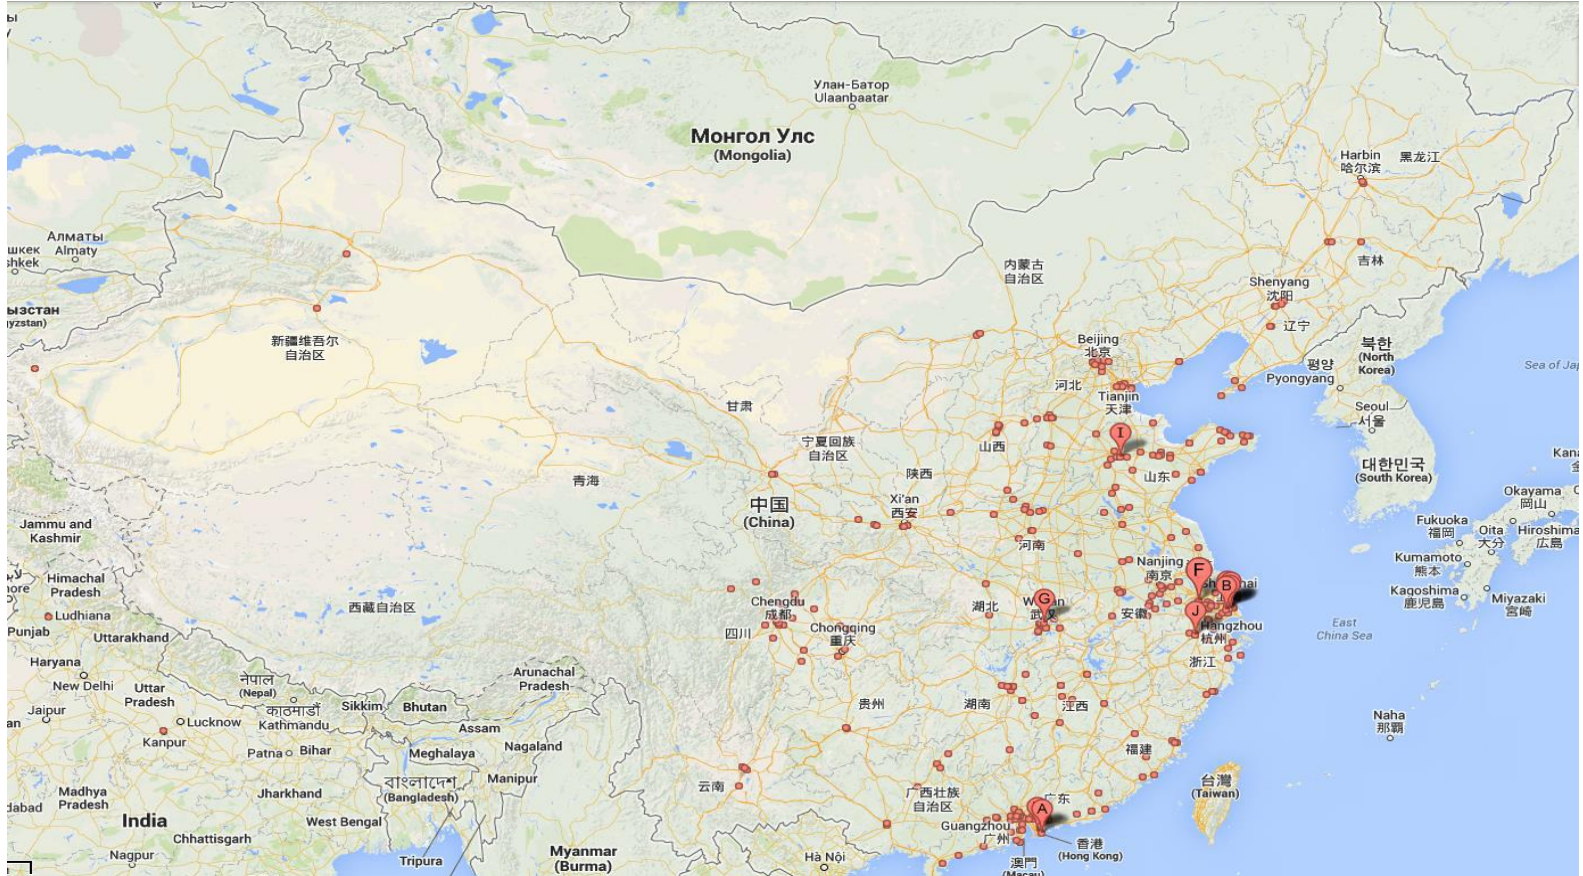 Улан-Батор
Ulaanbaatar
Монгол Улс
(Mongolia)
Harbin
哈尔滨
黑龙江
Алматы
Almaty
шкек
shkek
内蒙古
自治区
吉林
Shenyang
沈阳
ызстан
yzstan)
辽宁
新疆维吾尔
自治区
Beijing
北京
북한
(North
Korea)
평양
Pyongyang
Sea of Jap
河北
Tianjin
天津
甘肃
Seoul
서울
宁夏回族
自治区
山西
I
青海
陕西
山东
대한민국
(South Korea)
Kana
金
中国
(China)
Xi'an
西安
Okayama
岡山
Jammu and
Kashmir
Fukuoka
福岡
Oita
大分
Hiroshima
広島
河南
Kumamoto
熊本
Nanjing
南京
F
Himachal
Pradesh
B
Kagoshima
鹿児島
Miyazaki
宮崎
西藏自治区
Chengdu
成都
湖北
G
安徽
J
Ludhiana
Punjab
四川
Chongqing
重庆
Hangzhou
杭州
East
China Sea
Uttarakhand
Haryana
浙江
New Delhi
नेपाल
(Nepal)
Arunachal
Pradesh
Uttar
Pradesh
काठमाडौं
Kathmandu
Sikkim
Bhutan
贵州
湖南
江西
Jaipur
Lucknow
Naha
那覇
Assam
Kanpur
Patna
Bihar
Meghalaya
Nagaland
福建
Manipur
云南
বাংলাদেশ
(Bangladesh)
台灣
(Taiwan)
Madhya
Pradesh
Jharkhand
广西壮族
自治区
A
广东
India
West Bengal
Guangzhou
广州
Chhattisgarh
香港
(Hong Kong)
Nagpur
Tripura
Myanmar
(Burma)
Hà Nội
澳門
(Macau)